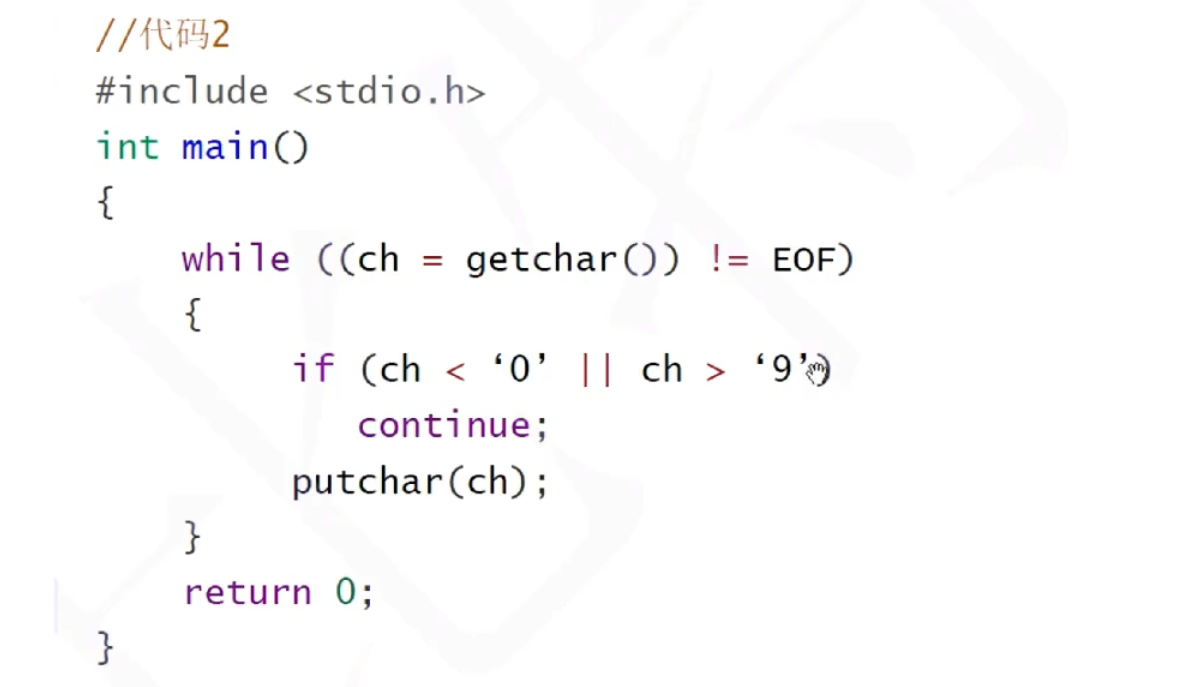 //代码2
#include <stdio.h>
int main()
{
    while ((ch = getchar()) != EOF)
    {
         if (ch < ‘0’ || ch > ‘9’)
            continue;
         putchar(ch);
    }
    return 0;
}